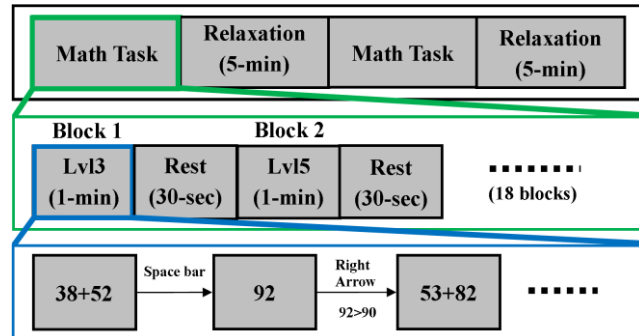 Math Task
Relaxation
(5-min)
Math Task
Relaxation
(5-min)
Block 1
Block 2
Lvl3
(1-min)
Rest
(30-sec)
Lvl5
(1-min)
Rest
(30-sec)
(18 blocks)
38+52
Space bar
92
Right
Arrow
92>90
53+82